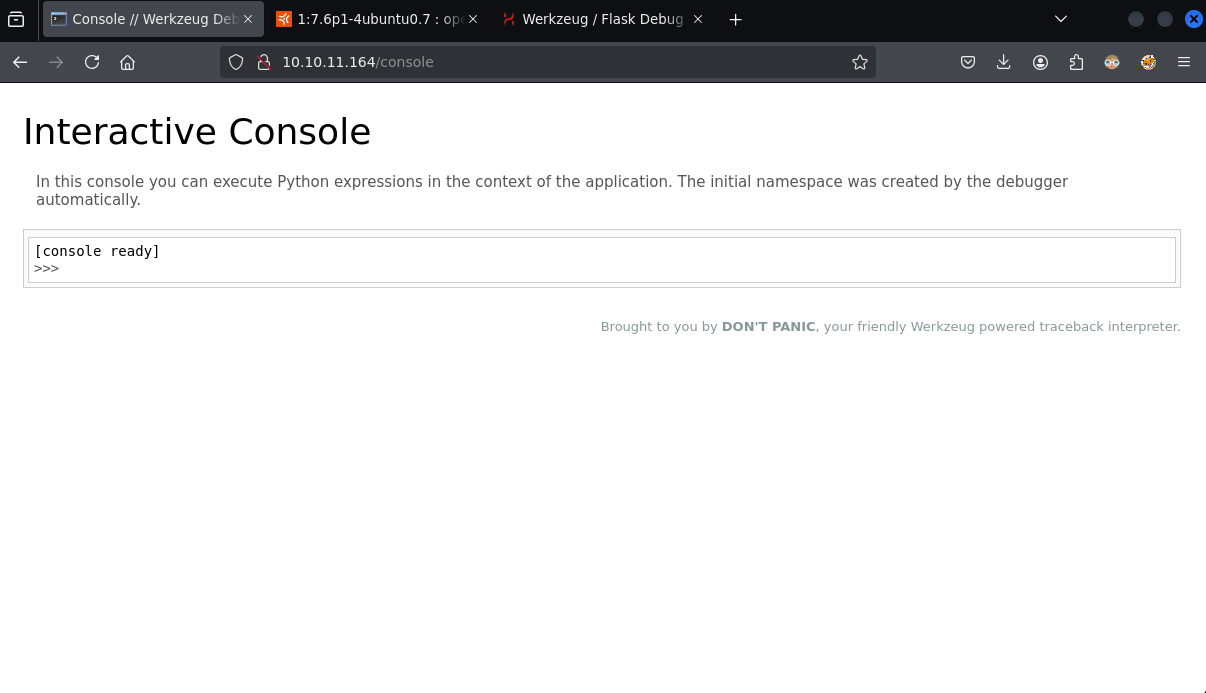 Console // Werkzeug Deb
1:7.6p1-4ubuntu0.7 : ope
Werkzeug / Flask Debug
10.10.11.164/console
Interactive Console
In this console you can execute Python expressions in the context of the application. The initial namespace was created by the debugger
automatically.
[console ready]
>>>
Brought to you by DON'T PANIC, your friendly Werkzeug powered traceback interpreter.